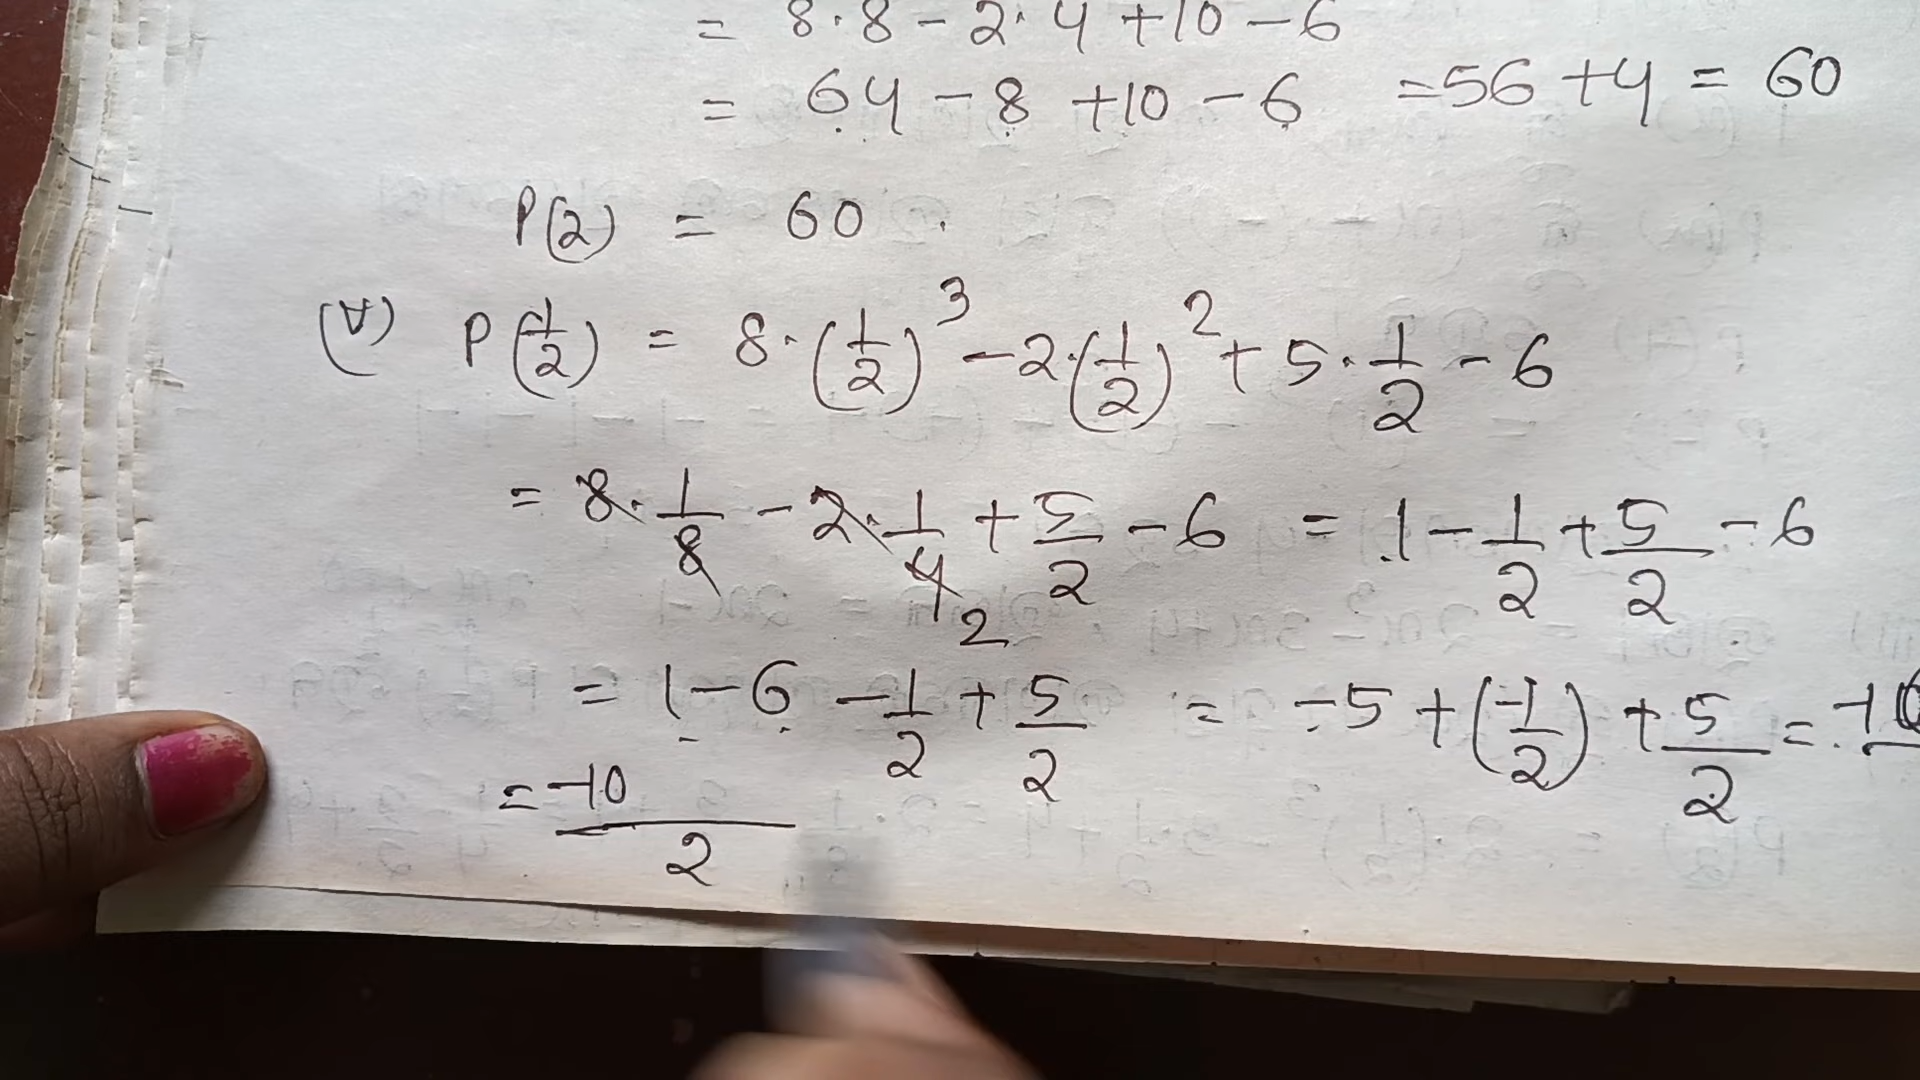 = 8·8 - 2·4 + 10 - 6
= 64 - 8 + 10 - 6 = 56 + 4 = 60
P(2) = 60
(v) P(1/2) = 8·(1/2)^3 - 2·(1/2)^2 + 5·1/2 - 6
= 8·1/8 - 2·1/4 2 + 5/2 - 6 = 1 - 1/2 + 5/2 - 6
= 1 - 6 - 1/2 + 5/2 = -5 + (-1/2) + 5/2 = -10
= -10/2